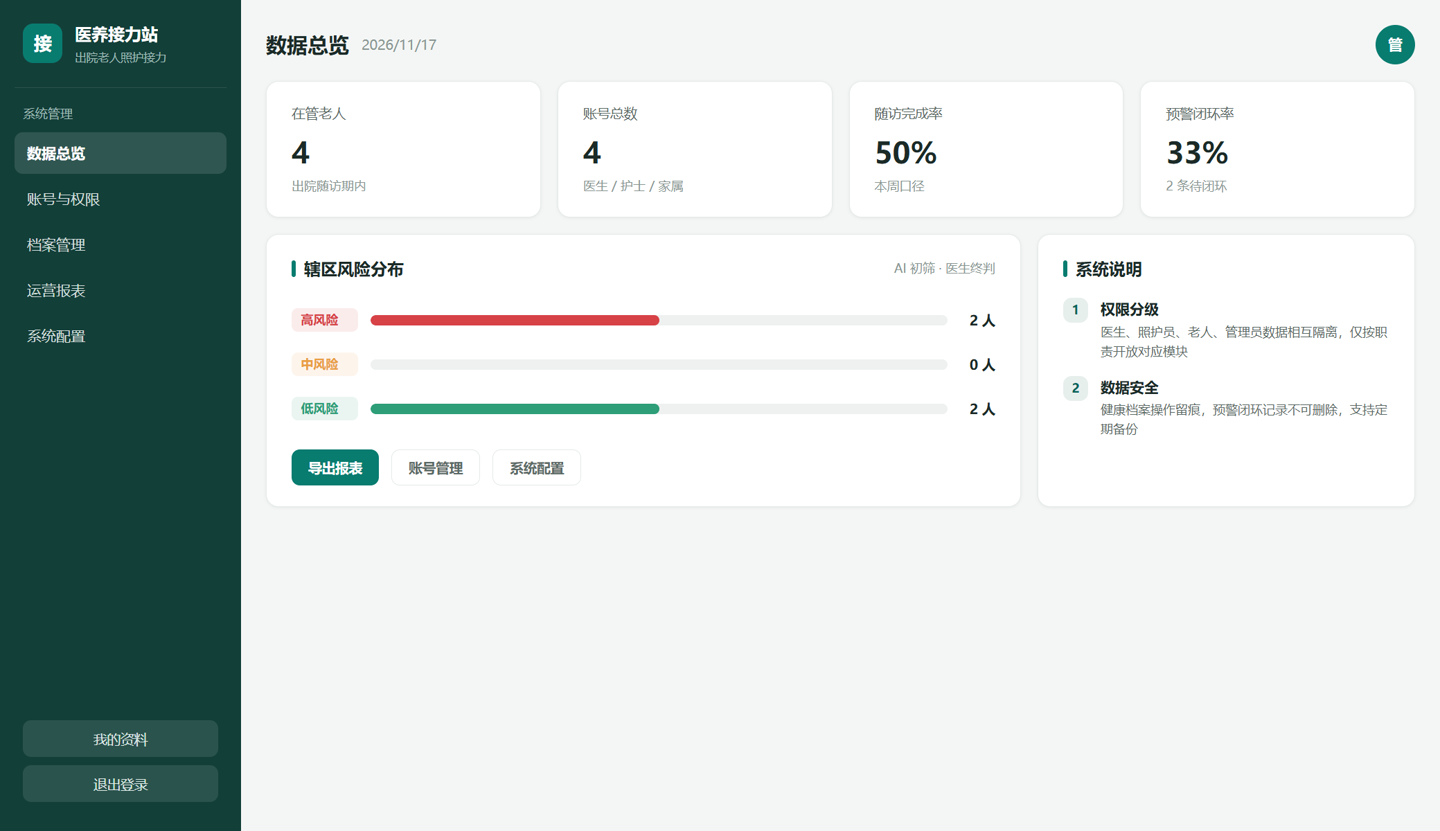 接
医养接力站
出院老人照护接力
系统管理
数据总览
账号与权限
档案管理
运营报表
系统配置
我的资料
退出登录
数据总览 2026/11/17
管
在管老人
4
出院随访期内
账号总数
4
医生 / 护士 / 家属
随访完成率
50%
本周口径
预警闭环率
33%
2 条待闭环
辖区风险分布
AI 初筛 · 医生终判
高风险 2 人
中风险 0 人
低风险 2 人
导出报表 账号管理 系统配置
系统说明
1 权限分级
医生、照护员、老人、管理员数据相互隔离，仅按职
责开放对应模块
2 数据安全
健康档案操作留痕，预警闭环记录不可删除，支持定
期备份